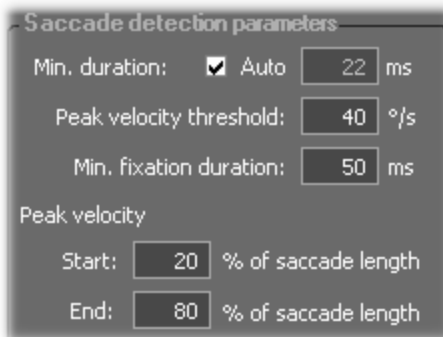 Saccade detection parameters
Min. duration: Auto 22 ms
Peak velocity threshold: 40 °/s
Min. fixation duration: 50 ms
Peak velocity
Start: 20 % of saccade length
End: 80 % of saccade length